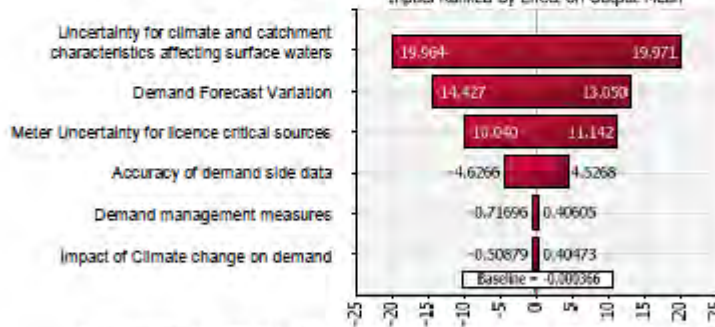 Inputs Ranked By Effect on Output Mean
Uncertainty for climate and catchment
characteristics affecting surface waters
19.964 19.971
Demand Forecast Variation
14.427 13.050
Meter Uncertainty for licence critical sources
10.040 11.142
Accuracy of demand side data
-4.6266 4.5268
Demand management measures
-0.71696 0.40605
Impact of Climate change on demand
-0.50879 0.40473
Baseline = -0.009366
-25 -20 -15 -10 -5 0 5 10 15 20 25